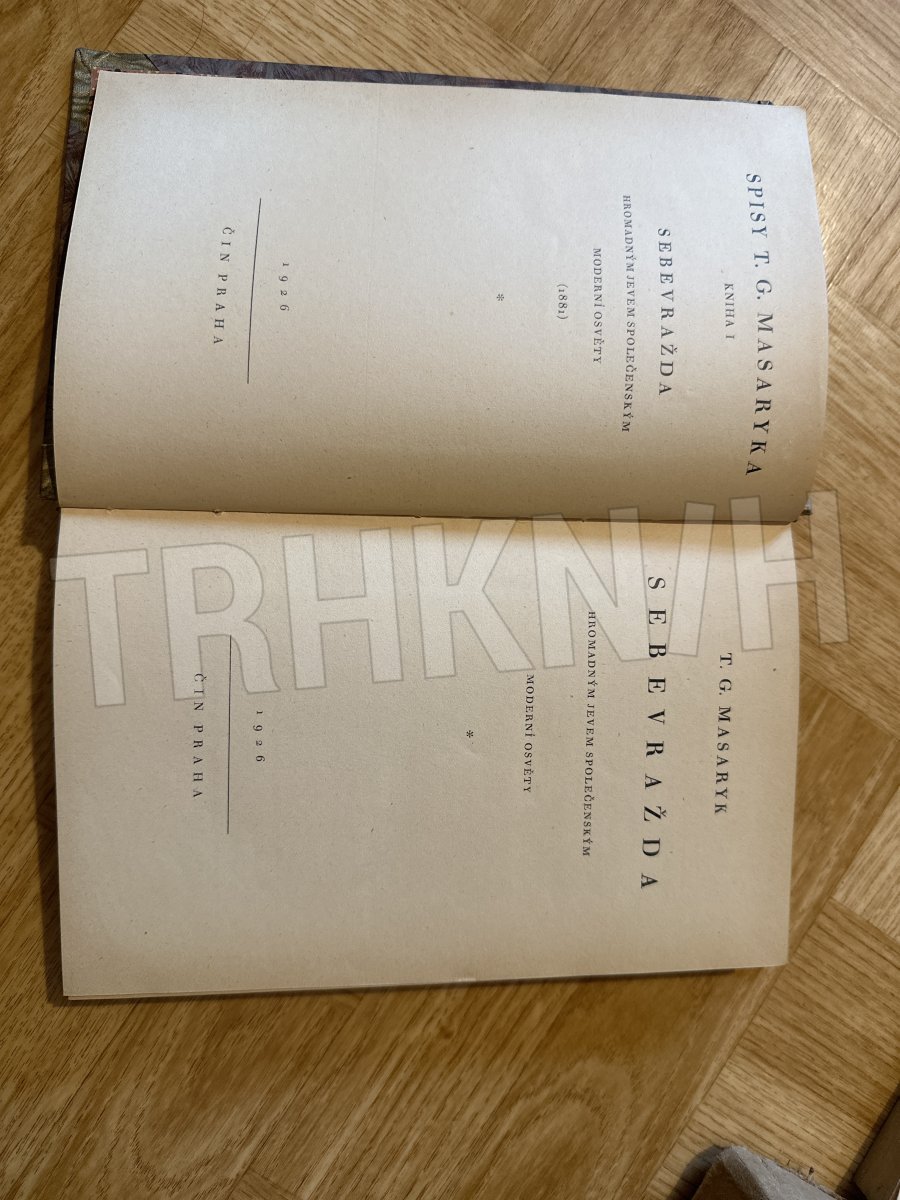 SPISY T. G. MASARYKA
KNIHA I
SEBEVRAŽDA
HROMADNÝM JEVEM SPOLEČENSKÝM
MODERNÍ OSVĚTY
(1881)
*
1926
ČIN PRAHA
T. G. MASARYK
SEBEVRAŽDA
HROMADNÝM JEVEM SPOLEČENSKÝM
MODERNÍ OSVĚTY
*
1926
ČIN PRAHA
TRHKNIH